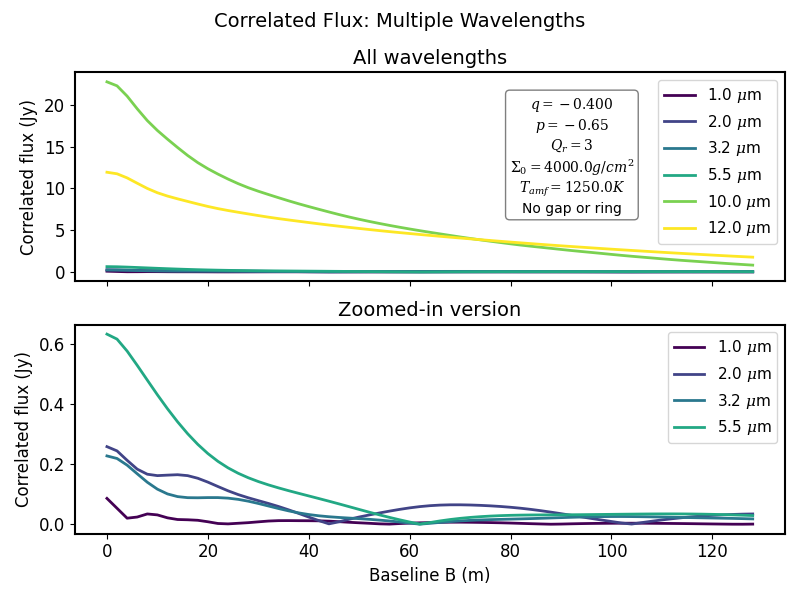 Correlated Flux: Multiple Wavelengths
All wavelengths
Correlated flux (Jy)
20
15
10
5
0
q = −0.400
p = −0.65
Q_r = 3
Σ_0 = 4000.0g/cm^2
T_amf = 1250.0K
No gap or ring
1.0 μm
2.0 μm
3.2 μm
5.5 μm
10.0 μm
12.0 μm
Zoomed-in version
Correlated flux (Jy)
0.6
0.4
0.2
0.0
1.0 μm
2.0 μm
3.2 μm
5.5 μm
0 20 40 60 80 100 120
Baseline B (m)